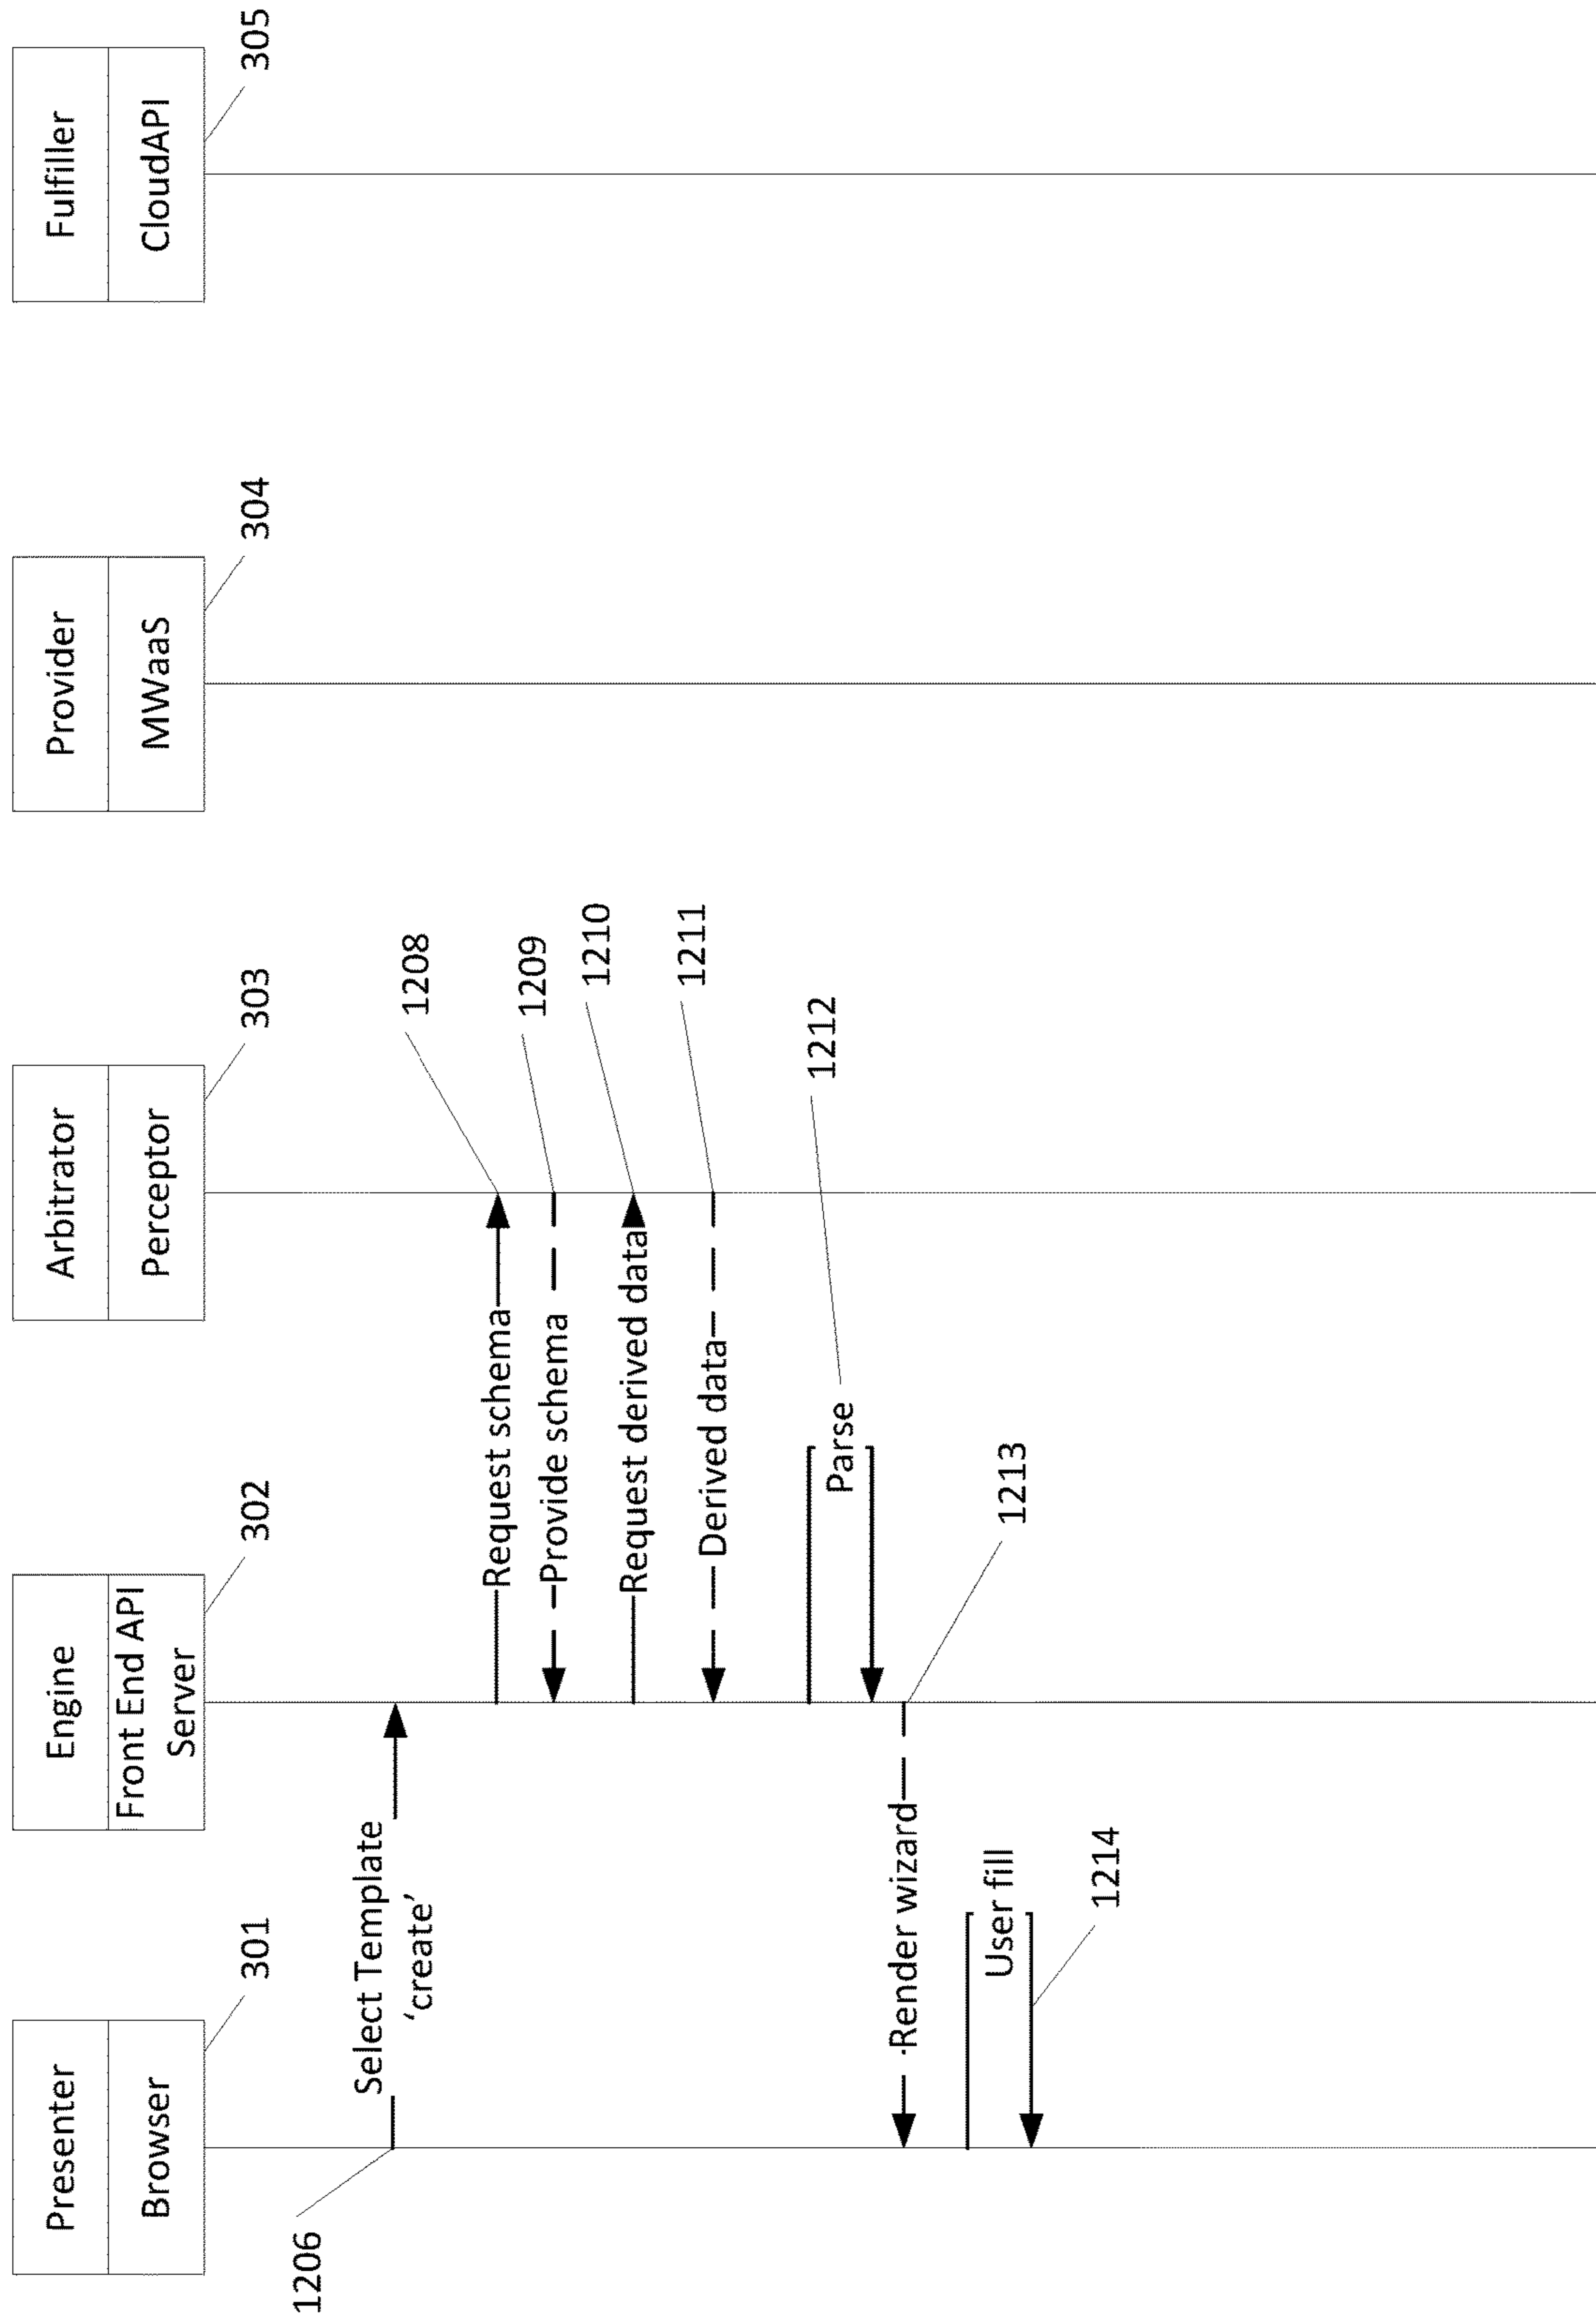 Presenter
Browser
301
Engine
Front End API
Server
302
Arbitrator
Perceptor
303
Provider
MWaaS
304
Fulfiller
CloudAPI
305
1206
Select Template
‘create’
Request schema
1208
Provide schema
1209
Request derived data
1210
Derived data
1211
Parse
1212
Render wizard
1213
User fill
1214